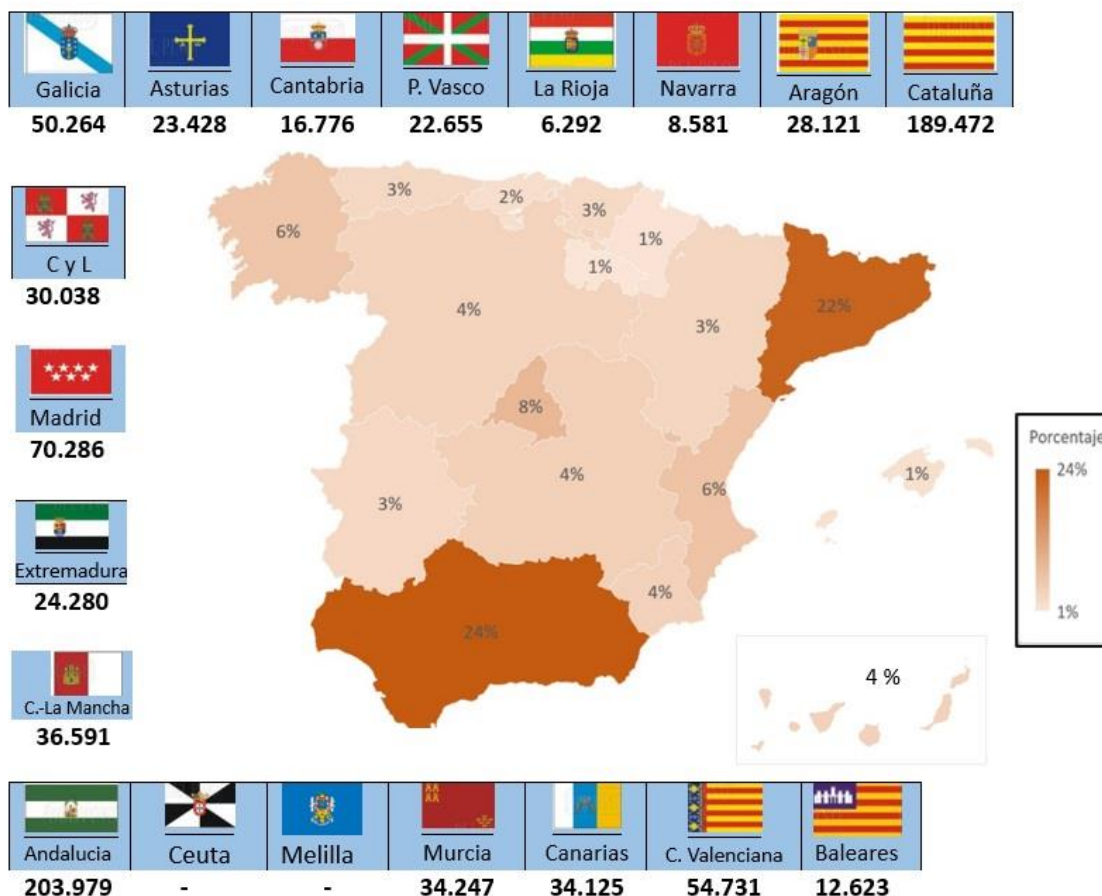 Galicia Asturias Cantabria P. Vasco La Rioja Navarra Aragón Cataluña
50.264 23.428 16.776 22.655 6.292 8.581 28.121 189.472
3% 2% 3%
6% 1%
1%
C y L
30.038
4% 3% 22%
Madrid
70.286
8%
Porcentaje
24%
4% 6% 1%
3%
Extremadura
24.280
4%
1%
24%
4 %
C.-La Mancha
36.591
Andalucia Ceuta Melilla Murcia Canarias C. Valenciana Baleares
203.979 - - 34.247 34.125 54.731 12.623